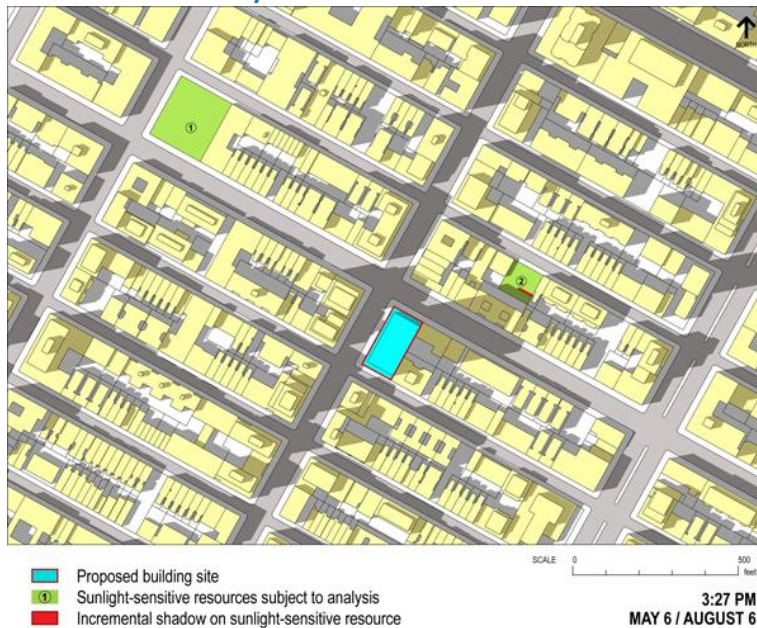 NORTH
①
②
SCALE 0 500
feet
Proposed building site
① Sunlight-sensitive resources subject to analysis
Incremental shadow on sunlight-sensitive resource
3:27 PM
MAY 6 / AUGUST 6